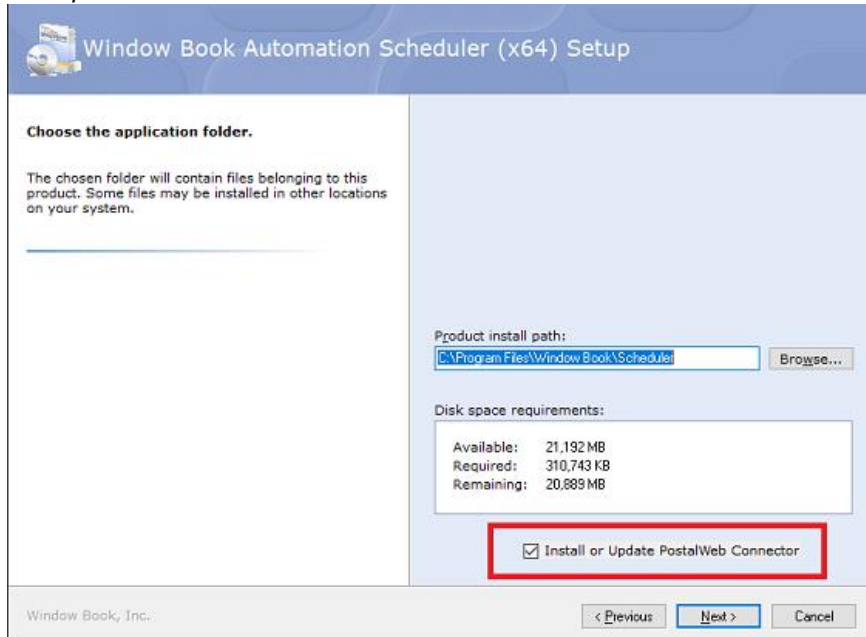 Window Book Automation Scheduler (x64) Setup
Choose the application folder.
The chosen folder will contain files belonging to this
product. Some files may be installed in other locations
on your system.
Product install path:
C:\Program Files\Window Book\Scheduler
Browse...
Disk space requirements:
Available: 21,192 MB
Required: 310,743 KB
Remaining: 20,889 MB
Install or Update PostalWeb Connector
Window Book, Inc.
< Previous Next > Cancel